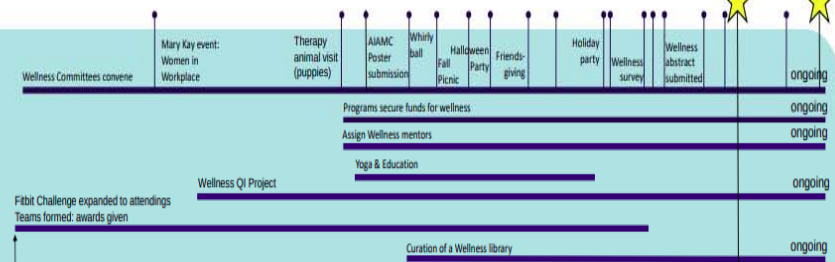 Wellness Committees convene
Mary Kay event:
Women in
Workplace
Therapy
animal visit
(puppies)
AIAMC
Poster
submission
Whirly
ball
Fall
Picnic
Halloween
Party
Friends-
giving
Holiday
party
Wellness
survey
Wellness
abstract
submitted
ongoing
Programs secure funds for wellness
ongoing
Assign Wellness mentors
ongoing
Yoga & Education
Wellness QI Project
ongoing
Fitbit Challenge expanded to attendings
Teams formed: awards given
Curation of a Wellness library
ongoing